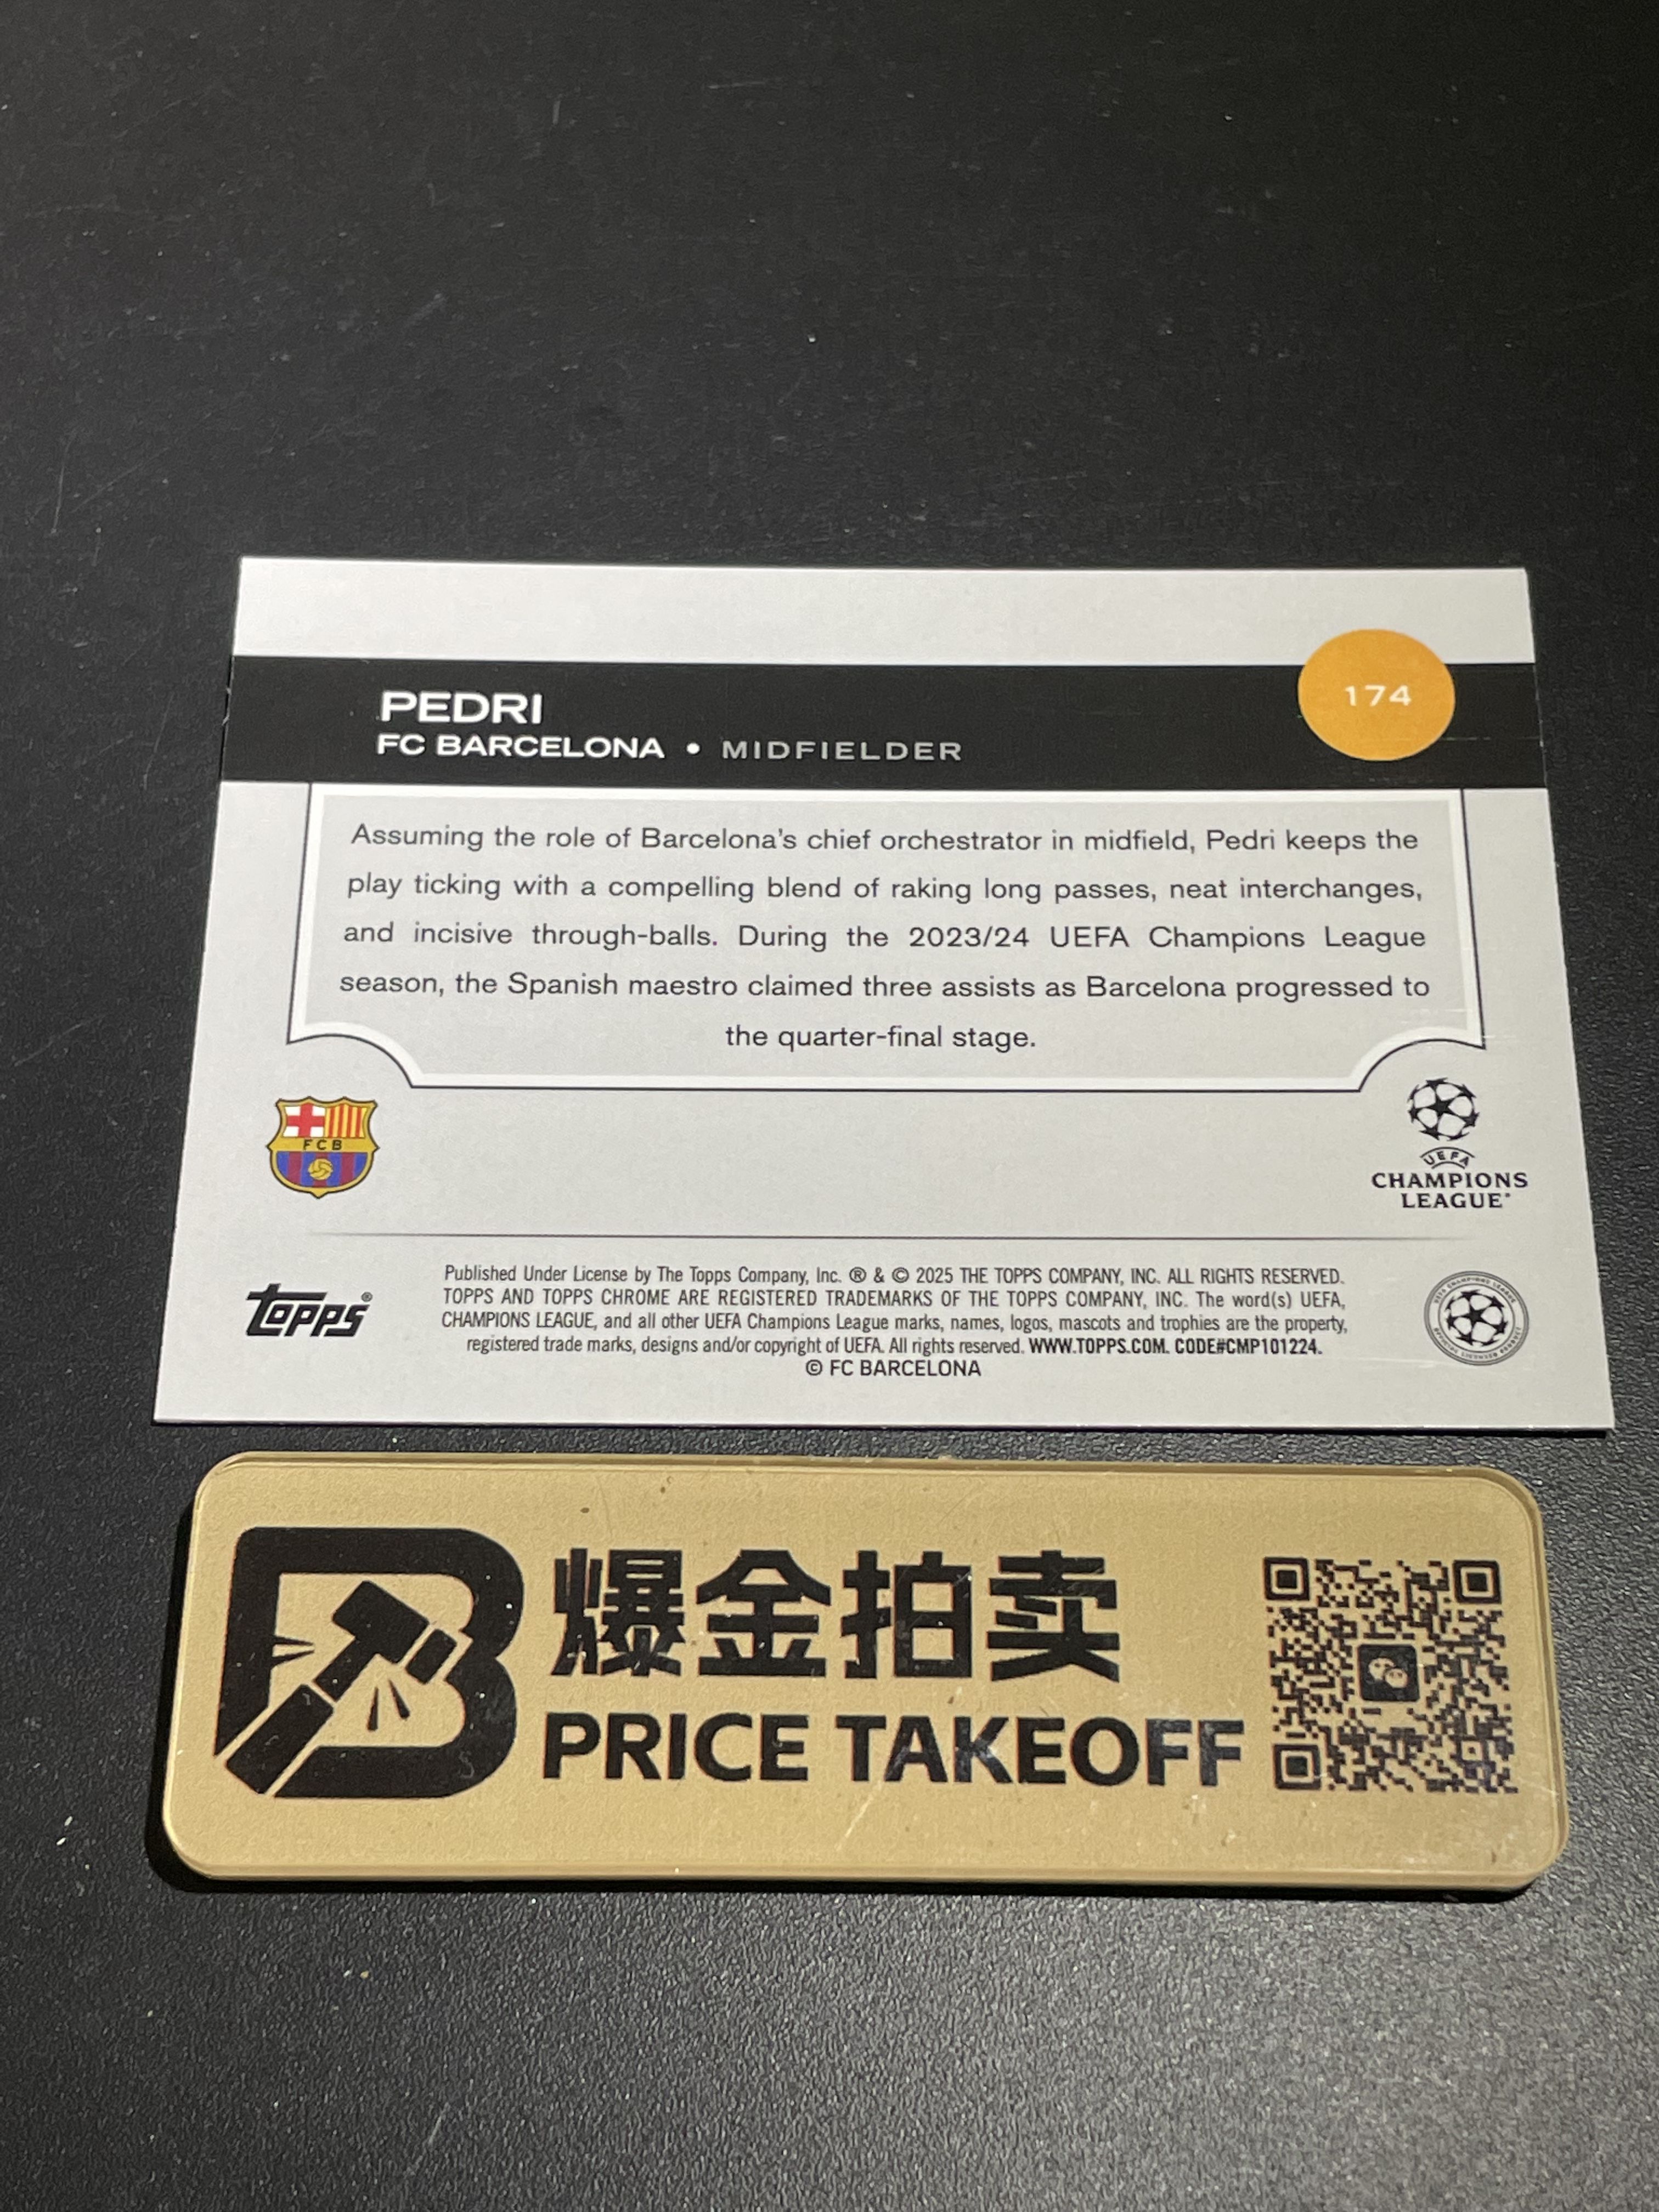 PEDRI
FC BARCELONA • MIDFIELDER
174
Assuming the role of Barcelona's chief orchestrator in midfield, Pedri keeps the
play ticking with a compelling blend of raking long passes, neat interchanges,
and incisive through-balls. During the 2023/24 UEFA Champions League
season, the Spanish maestro claimed three assists as Barcelona progressed to
the quarter-final stage.
FCB
UEFA
CHAMPIONS
LEAGUE
topps®
Published Under License by The Topps Company, Inc. ® & © 2025 THE TOPPS COMPANY, INC. ALL RIGHTS RESERVED.
TOPPS AND TOPPS CHROME ARE REGISTERED TRADEMARKS OF THE TOPPS COMPANY, INC. The word(s) UEFA,
CHAMPIONS LEAGUE, and all other UEFA Champions League marks, names, logos, mascots and trophies are the property,
registered trade marks, designs and/or copyright of UEFA. All rights reserved. WWW.TOPPS.COM. CODE#CMP101224.
© FC BARCELONA
爆金拍卖
PRICE TAKEOFF